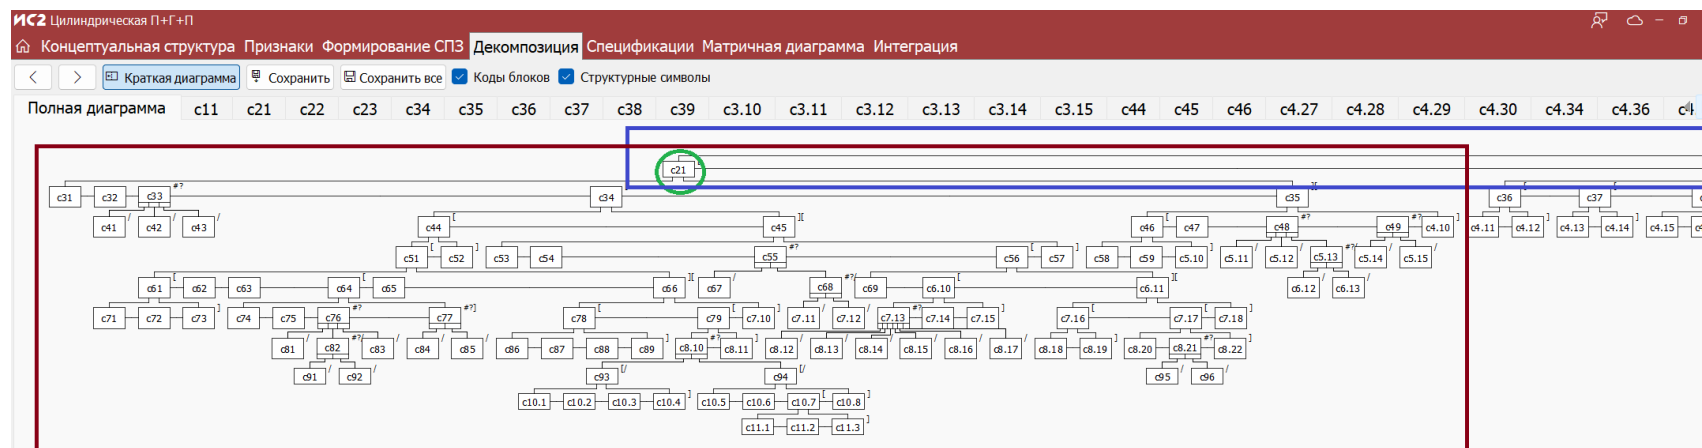 ИС2 Цилиндрическая П+Г+П
Концептуальная структура Признаки Формирование СПЗ Декомпозиция Спецификации Матричная диаграмма Интеграция
Краткая диаграмма Сохранить Сохранить все Коды блоков Структурные символы
Полная диаграмма c11 c21 c22 c23 c34 c35 c36 c37 c38 c39 c3.10 c3.11 c3.12 c3.13 c3.14 c3.15 c44 c45 c46 c4.27 c4.28 c4.29 c4.30 c4.34 c4.36
c21 [
c31 c32 c33 #? c34 c35 ][ c36 [ c37 [
c41 / c42 / c43 / c44 [ c45 ][ c46 [ c47 c48 #? c49 #? c4.10 ] c4.11 c4.12 ] c4.13 c4.14 ] c4.15
c51 [ c52 ] c53 c54 c55 #? c56 [ c57 ] c58 c59 c5.10 ] c5.11 / c5.12 / c5.13 #?/ c5.14 / c5.15
c61 [ c62 c63 c64 [ c65 c66 ][ c67 / c68 #?/ c69 c6.10 [ c6.11 ][ c6.12 / c6.13 /
c71 c72 c73 ] c74 c75 c76 #? c77 #?] c78 [ c79 [ c7.10 ] c7.11 / c7.12 / c7.13 #? c7.14 [ c7.15 ] c7.16 [ c7.17 [ c7.18 ]
c81 / c82 #?/ c83 / c84 / c85 / c86 c87 c88 c89 ] c8.10 #? c8.11 ] c8.12 / c8.13 / c8.14 / c8.15 / c8.16 / c8.17 / c8.18 c8.19 ] c8.20 c8.21 #? c8.22 ]
c91 / c92 / c93 [/ c94 [/ c95 / c96 /
c10.1 c10.2 c10.3 c10.4 ] c10.5 c10.6 c10.7 [ c10.8 ]
c11.1 c11.2 c11.3 ]